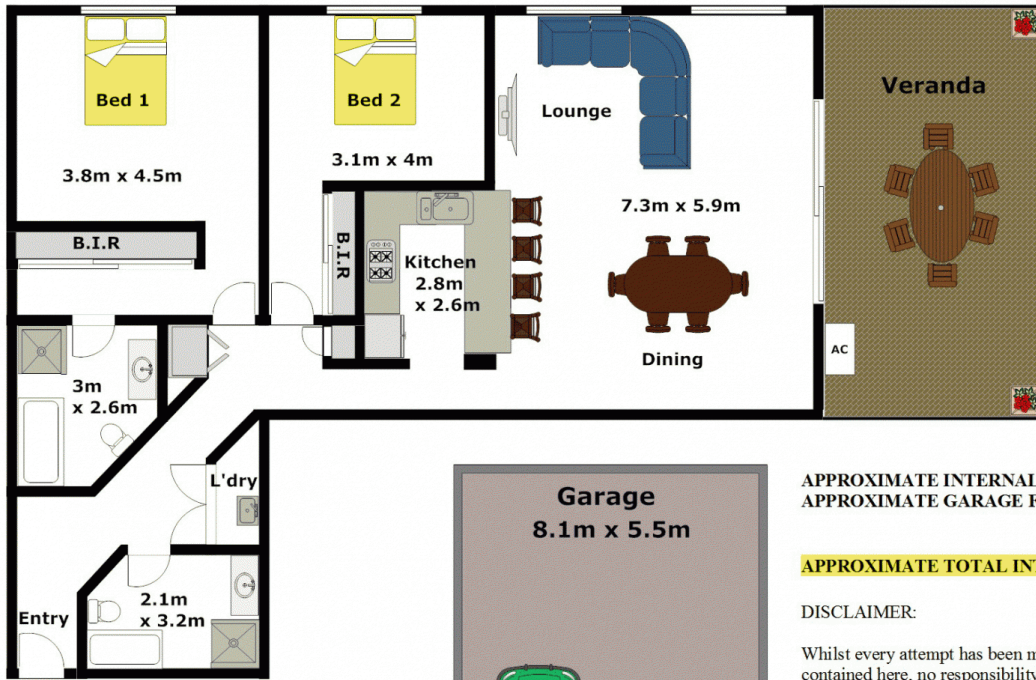 Bed 1
3.8m x 4.5m
B.I.R
Bed 2
3.1m x 4m
B.I.R
Lounge
7.3m x 5.9m
Dining
Kitchen
2.8m
x 2.6m
Veranda
AC
3m
x 2.6m
L'dry
2.1m
x 3.2m
Entry
Garage
8.1m x 5.5m
APPROXIMATE INTERNAL
APPROXIMATE GARAGE
APPROXIMATE TOTAL
DISCLAIMER:
Whilst every attempt has been
contained here, no responsibility